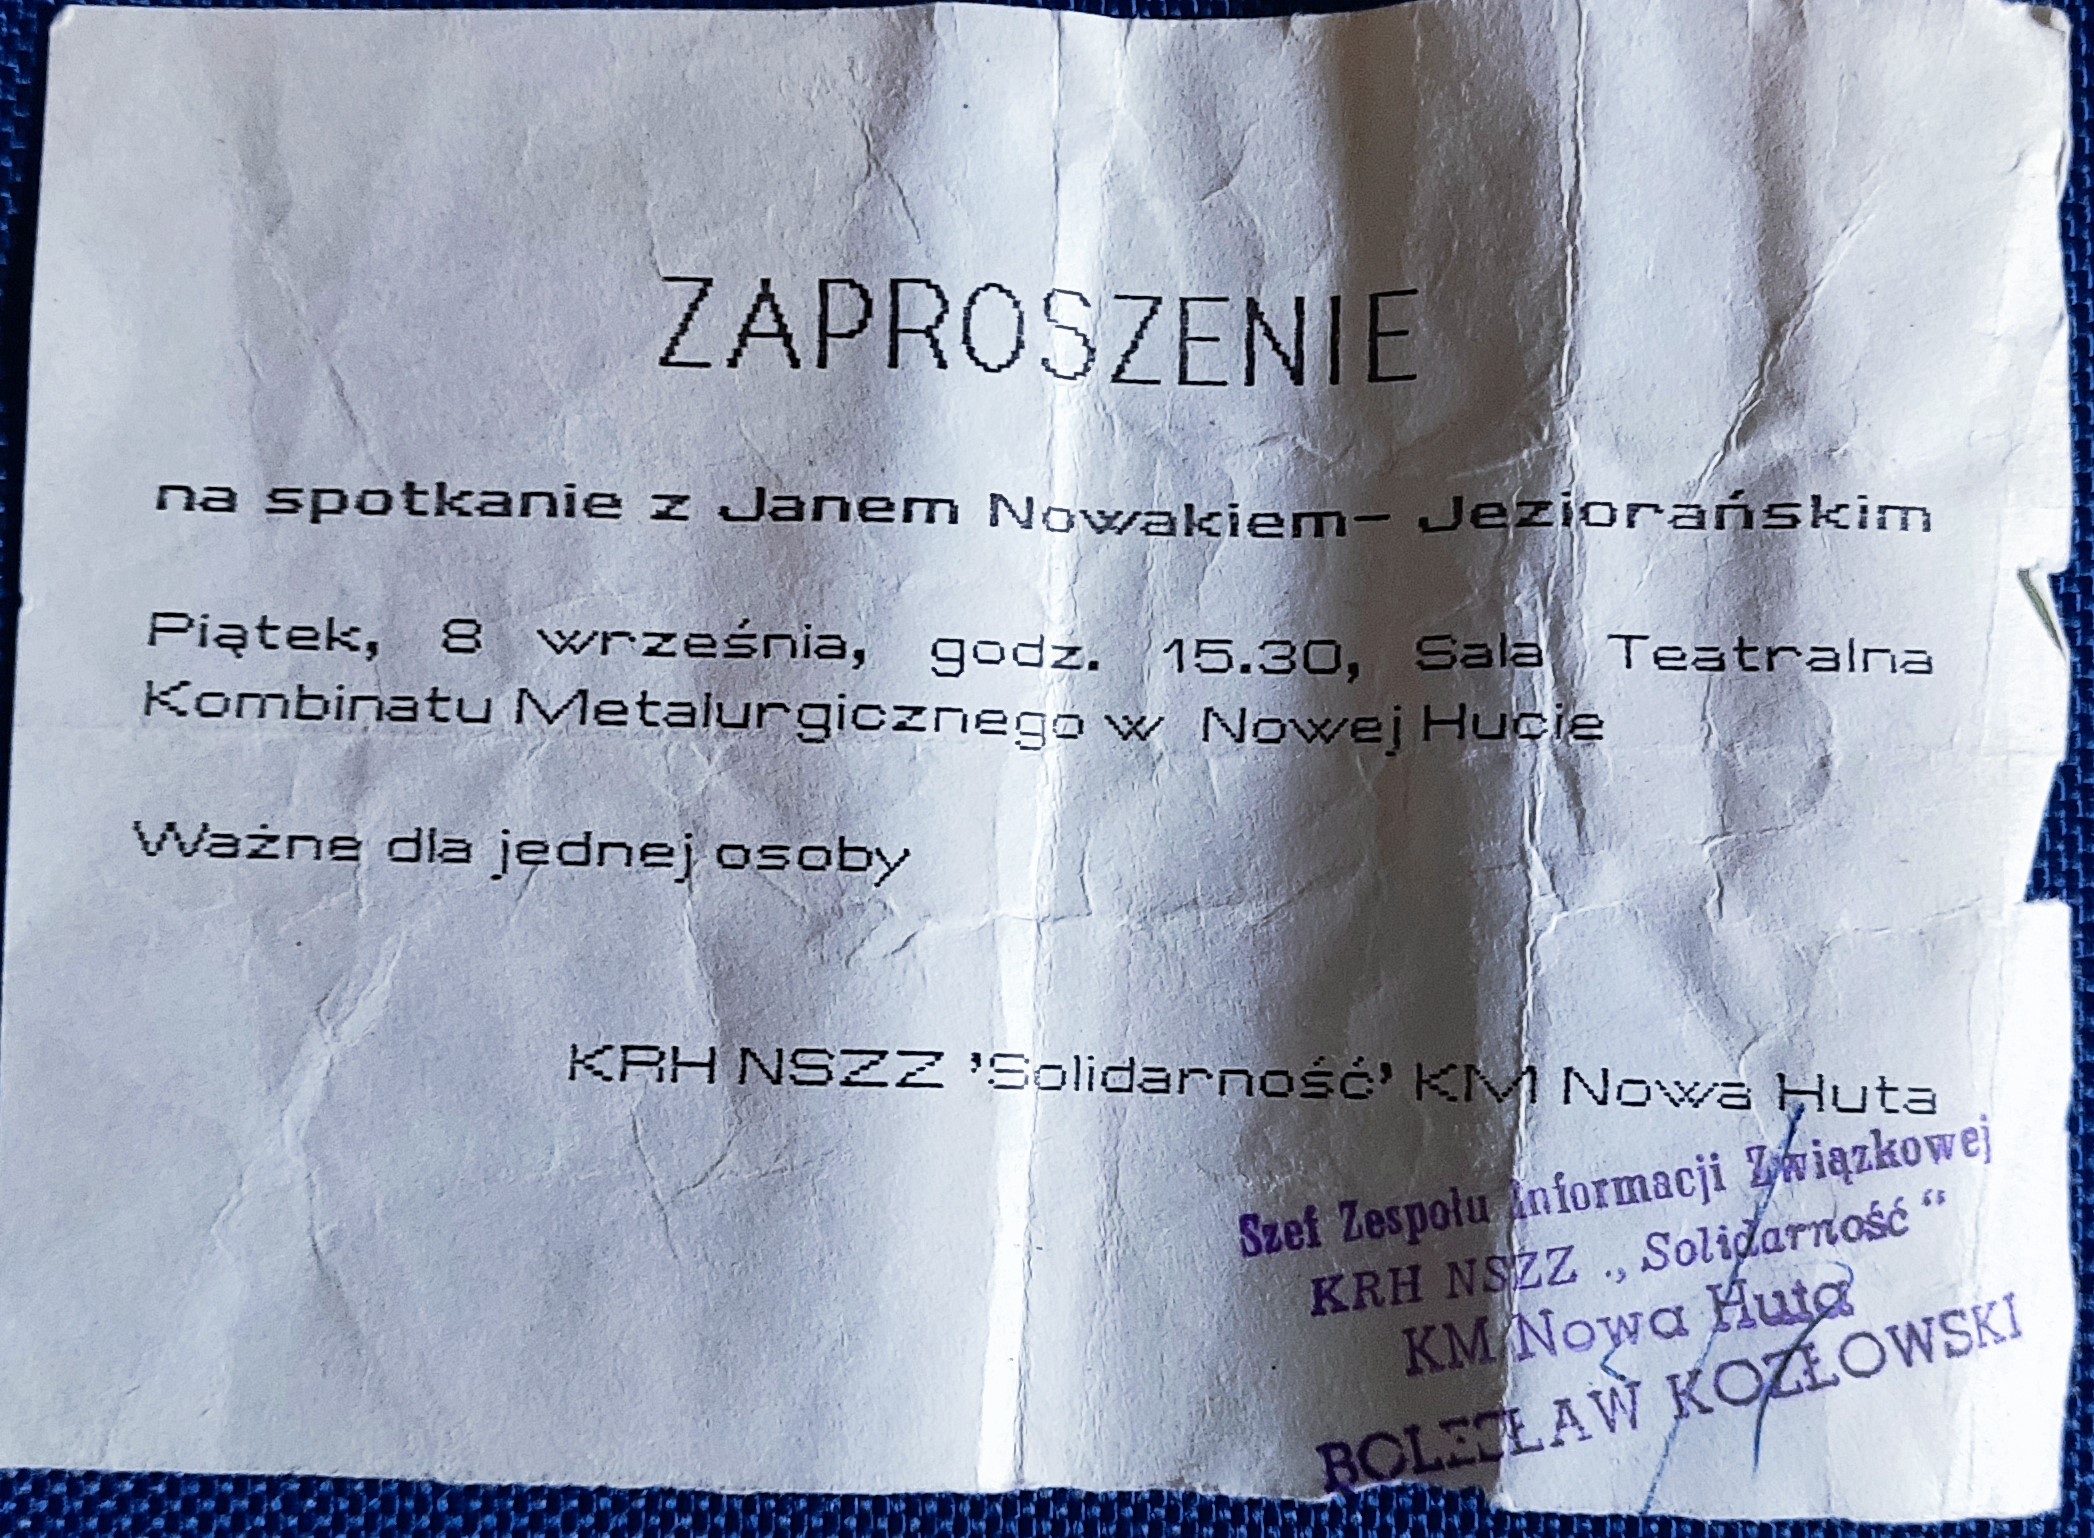 ZAPROSZENIE
na spotkanie z Janem Nowakiem- Jeziorańskim
Piątek, 8 września, godz. 15.30, Sala Teatralna
Kombinatu Metalurgicznego w Nowej Hucie
Ważne dla jednej osoby
KRH NSZZ 'Solidarność' KM Nowa Huta
Szef Zespołu Informacji Związkowej
KRH NSZZ „Solidarność"
KM Nowa Huta
BOLESŁAW KOZŁOWSKI